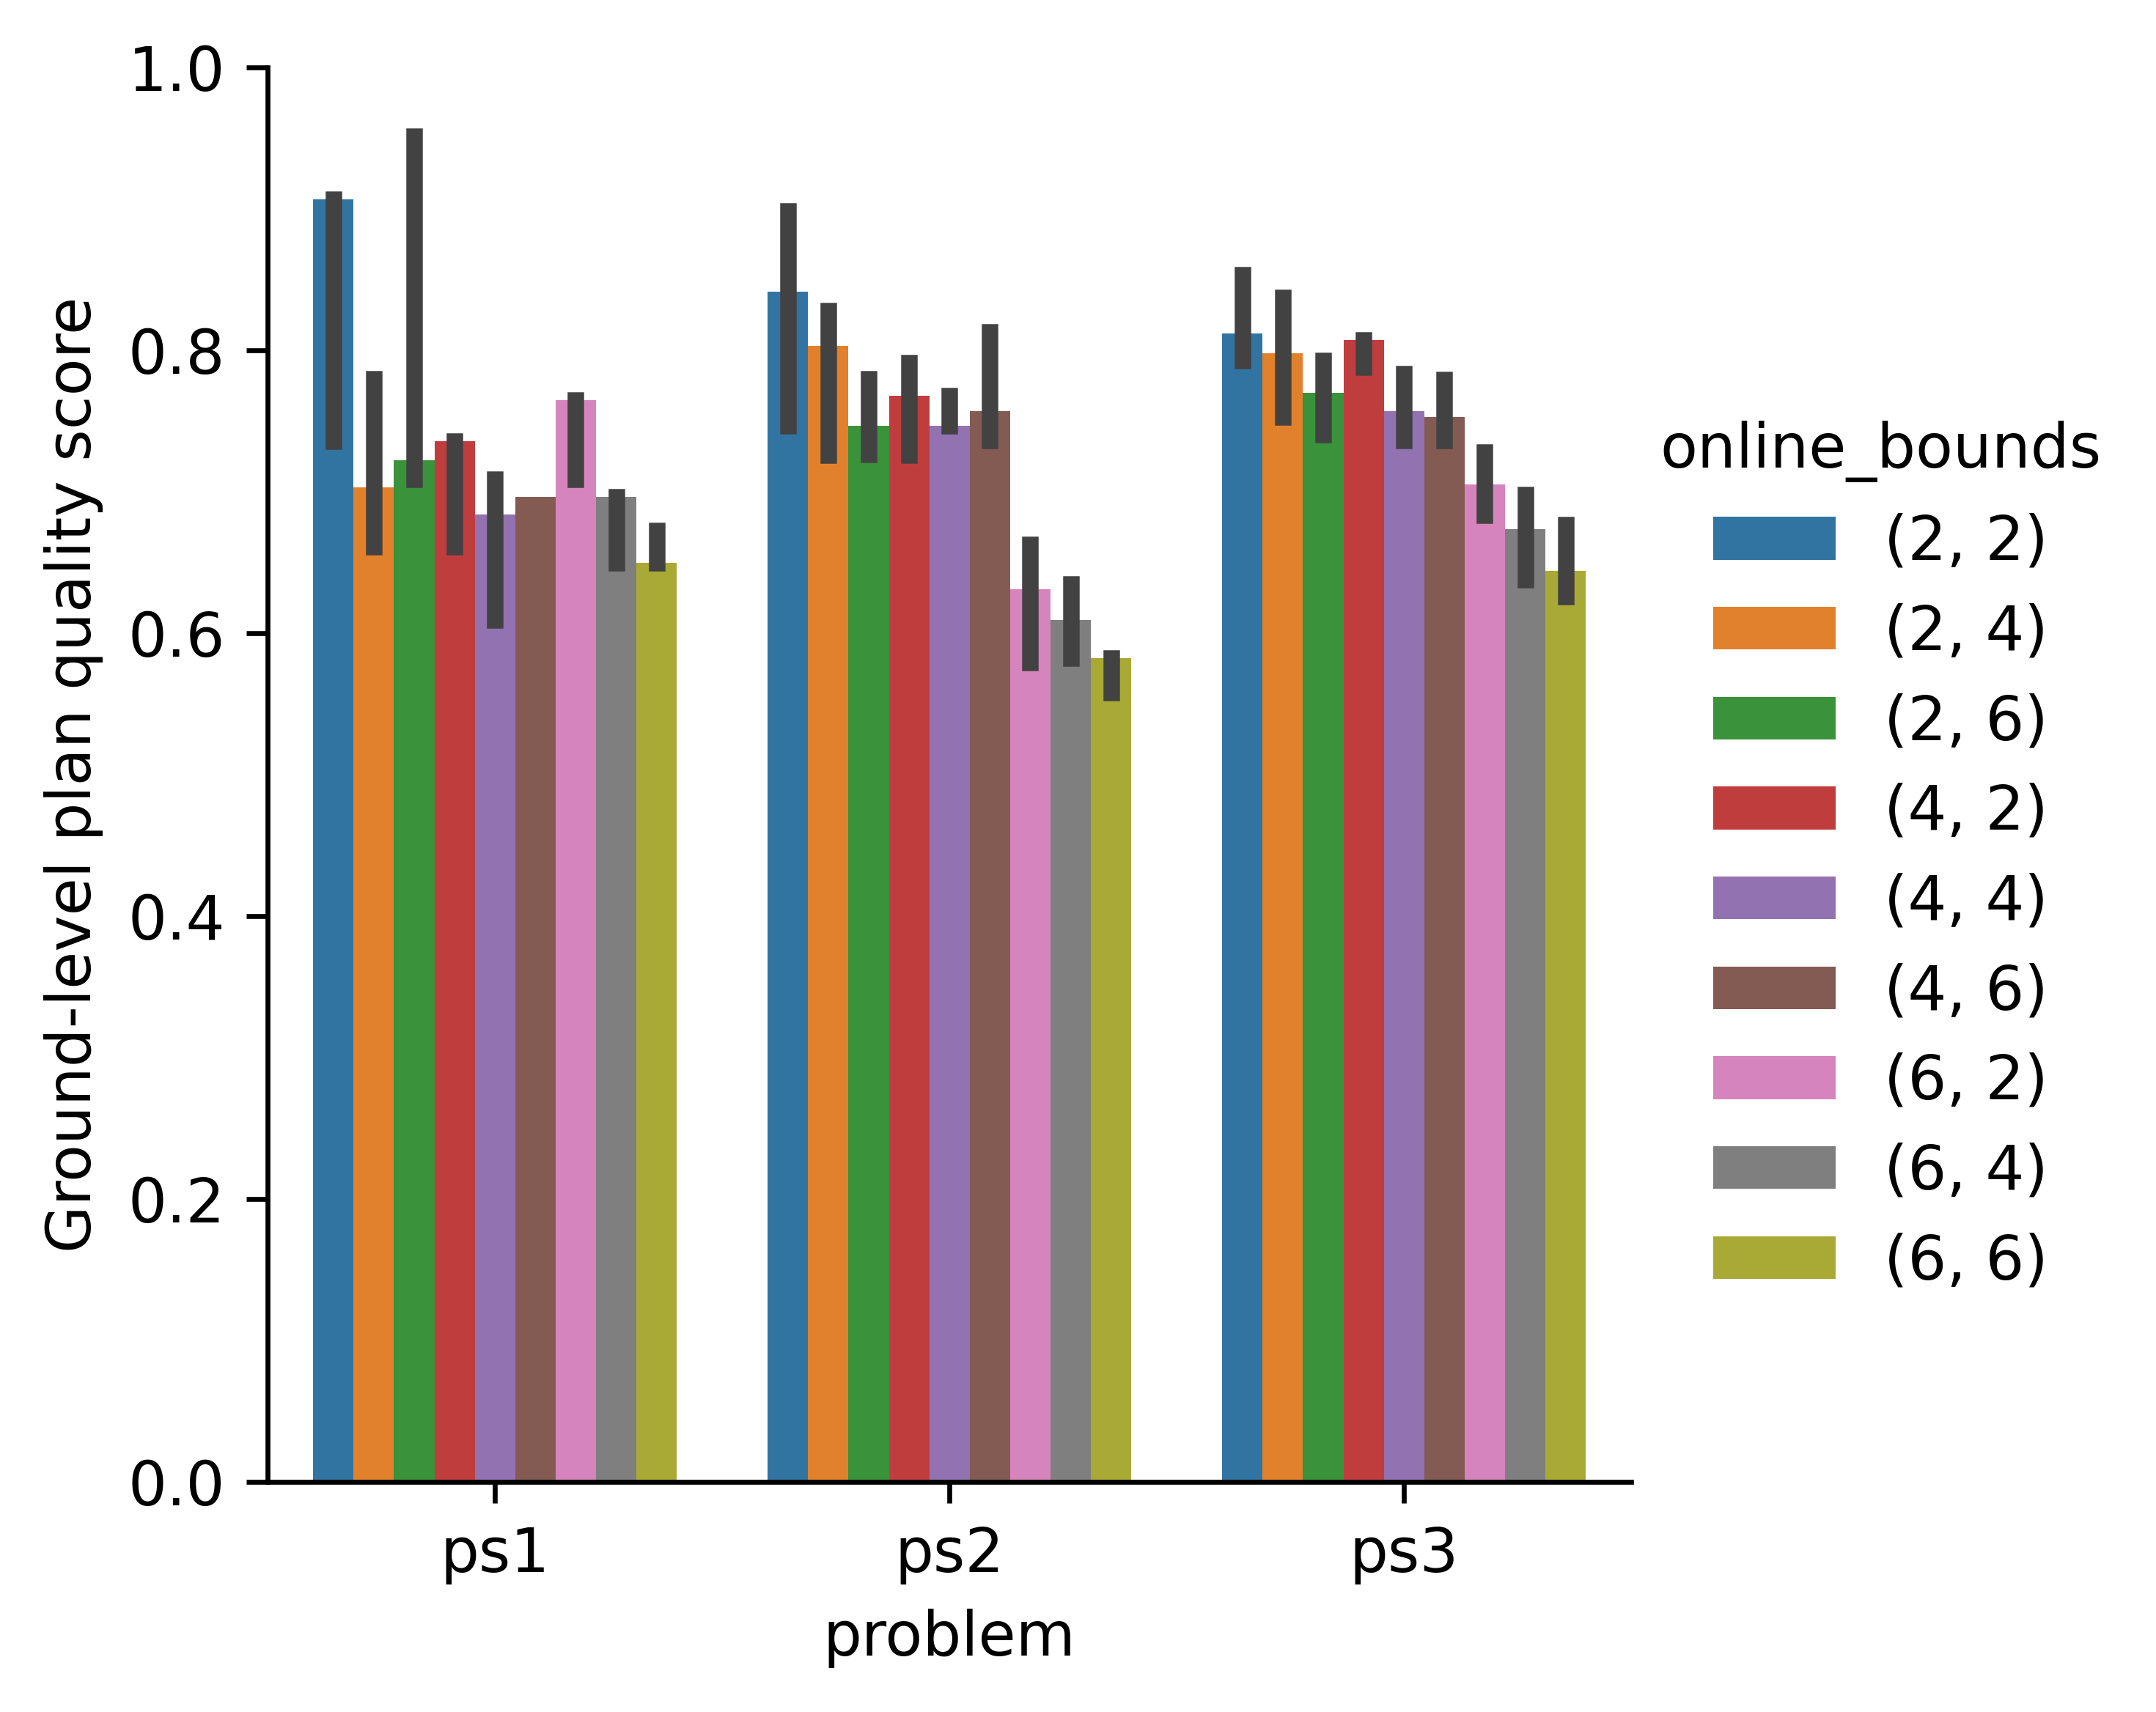 1.0
0.8
0.6
0.4
0.2
0.0
Ground-level plan quality score
ps1
ps2
ps3
problem
online_bounds
(2, 2)
(2, 4)
(2, 6)
(4, 2)
(4, 4)
(4, 6)
(6, 2)
(6, 4)
(6, 6)